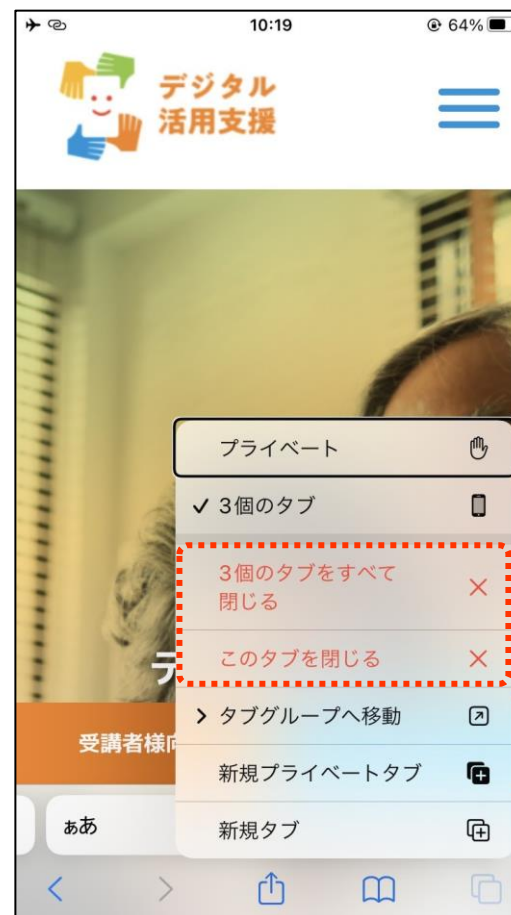 10:19
64%
デジタル
活用支援
プライベート
3個のタブ
3個のタブをすべて
閉じる
このタブを閉じる
デ
タブグループへ移動
受講者様向
新規プライベートタブ
ぁあ
新規タブ